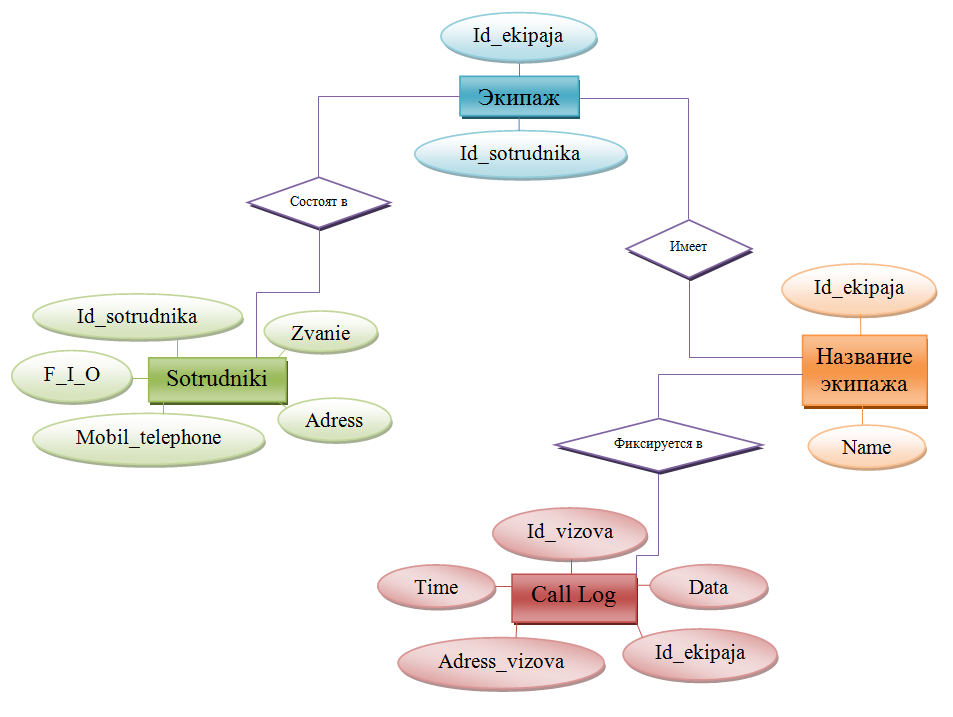 Id_ekipaja
Экипаж
Id_sotrudnika
Состоят в
Имеет
Id_ekipaja
Id_sotrudnika
Zvanie
Название
экипажа
F_I_O
Sotrudniki
Adress
Mobil_telephone
Фиксируется в
Name
Id_vizova
Time
Call Log
Data
Adress_vizova
Id_ekipaja